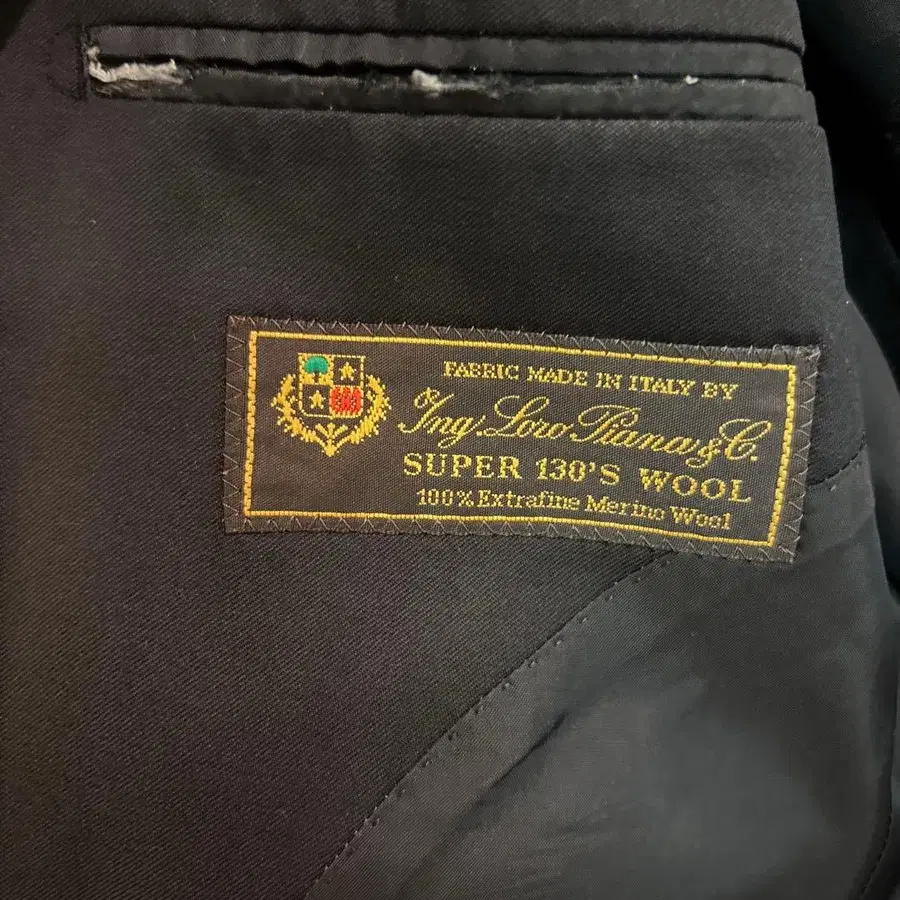 FABRIC MADE IN ITALY BY
Ing. Loro Piana & C.
SUPER 130'S WOOL
100% Extrafine Merino Wool